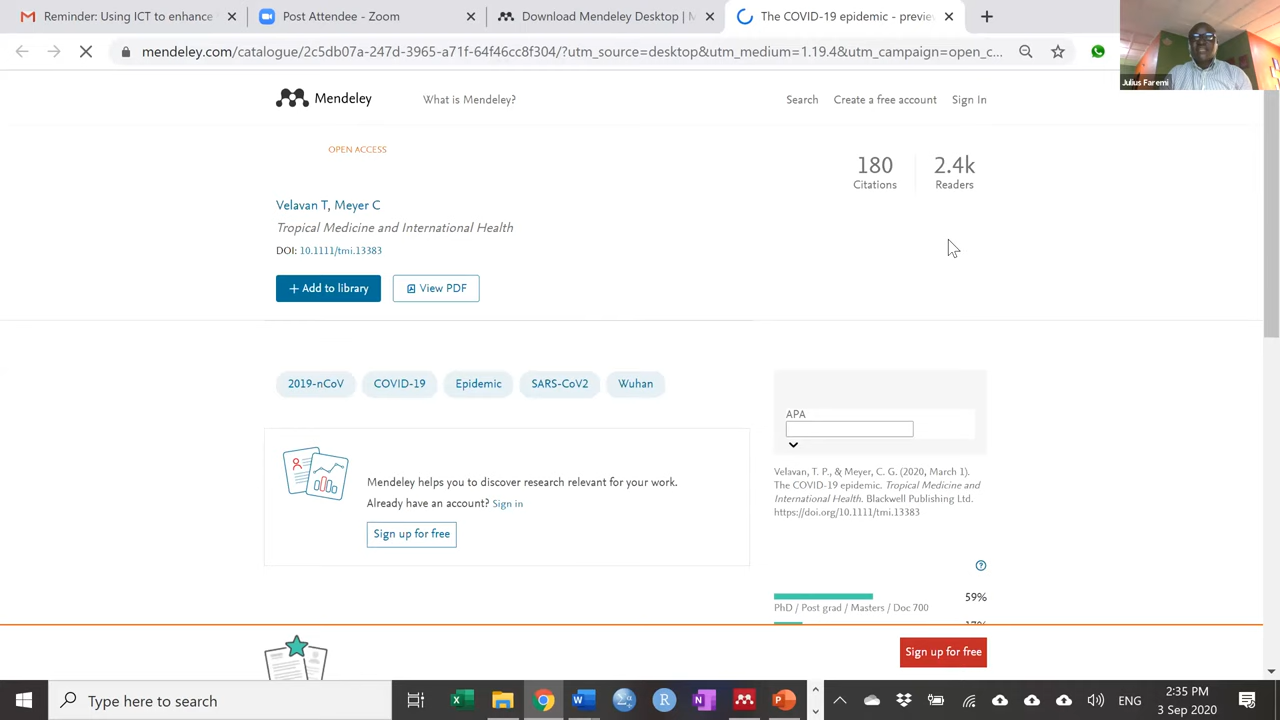 Reminder: Using ICT to enhance
Post Attendee - Zoom
Download Mendeley Desktop | M
The COVID-19 epidemic - preview
mendeley.com/catalogue/2c5db07a-247d-3965-a71f-64f46cc8f304/?utm_source=desktop&utm_medium=1.19.4&utm_campaign=open_c...
Julius Faremi
Mendeley
What is Mendeley?
Search
Create a free account
Sign In
OPEN ACCESS
180
Citations
2.4k
Readers
Velavan T, Meyer C
Tropical Medicine and International Health
DOI: 10.1111/tmi.13383
+ Add to library
View PDF
2019-nCoV
COVID-19
Epidemic
SARS-CoV2
Wuhan
APA
Mendeley helps you to discover research relevant for your work.
Already have an account? Sign in
Sign up for free
Velavan, T. P., & Meyer, C. G. (2020, March 1).
The COVID-19 epidemic. Tropical Medicine and
International Health. Blackwell Publishing Ltd.
https://doi.org/10.1111/tmi.13383
59%
PhD / Post grad / Masters / Doc 700
Sign up for free
Type here to search
ENG
2:35 PM
3 Sep 2020